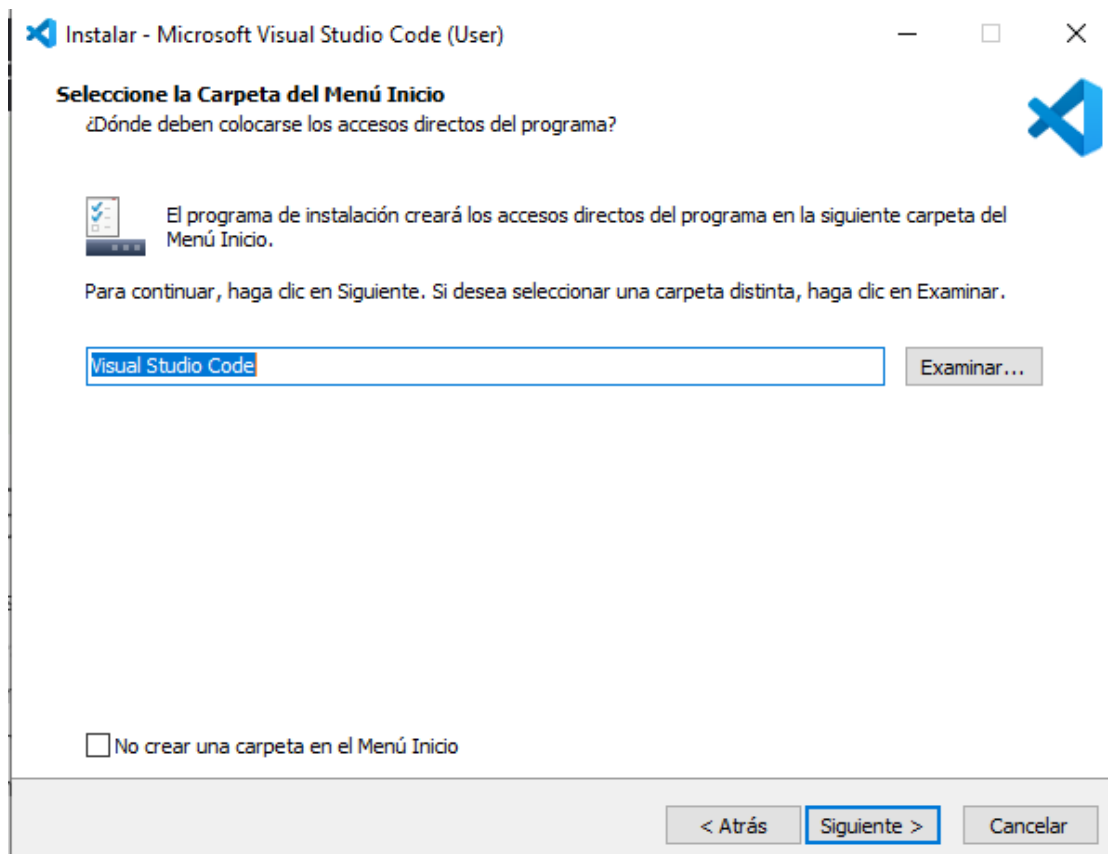 Instalar - Microsoft Visual Studio Code (User)
Seleccione la Carpeta del Menú Inicio
¿Dónde deben colocarse los accesos directos del programa?
El programa de instalación creará los accesos directos del programa en la siguiente carpeta del
Menú Inicio.
Para continuar, haga clic en Siguiente. Si desea seleccionar una carpeta distinta, haga clic en Examinar.
Visual Studio Code
Examinar...
No crear una carpeta en el Menú Inicio
< Atrás
Siguiente >
Cancelar